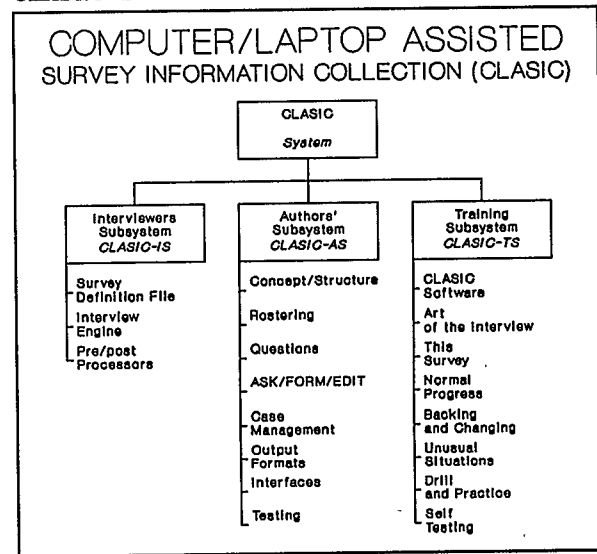 COMPUTER/LAPTOP ASSISTED
SURVEY INFORMATION COLLECTION (CLASIC)
CLASIC
System
Interviewers
Subsystem
CLASIC-IS
Survey
Definition File
Interview
Engine
Pre/post
Processors
Authors'
Subsystem
CLASIC-AS
Concept/Structure
Rostering
Questions
ASK/FORM/EDIT
Case
Management
Output
Formats
Interfaces
Testing
Training
Subsystem
CLASIC-TS
CLASIC
Software
Art
of the Interview
This
Survey
Normal
Progress
Backing
and Changing
Unusual
Situations
Drill
and Practice
Self
Testing